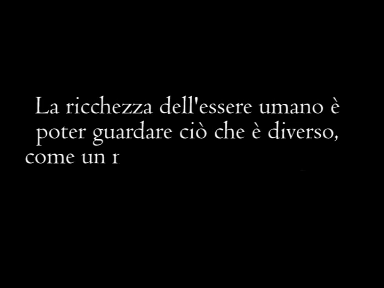 La ricchezza dell'essere umano è
poter guardare ciò che è diverso,
come un r